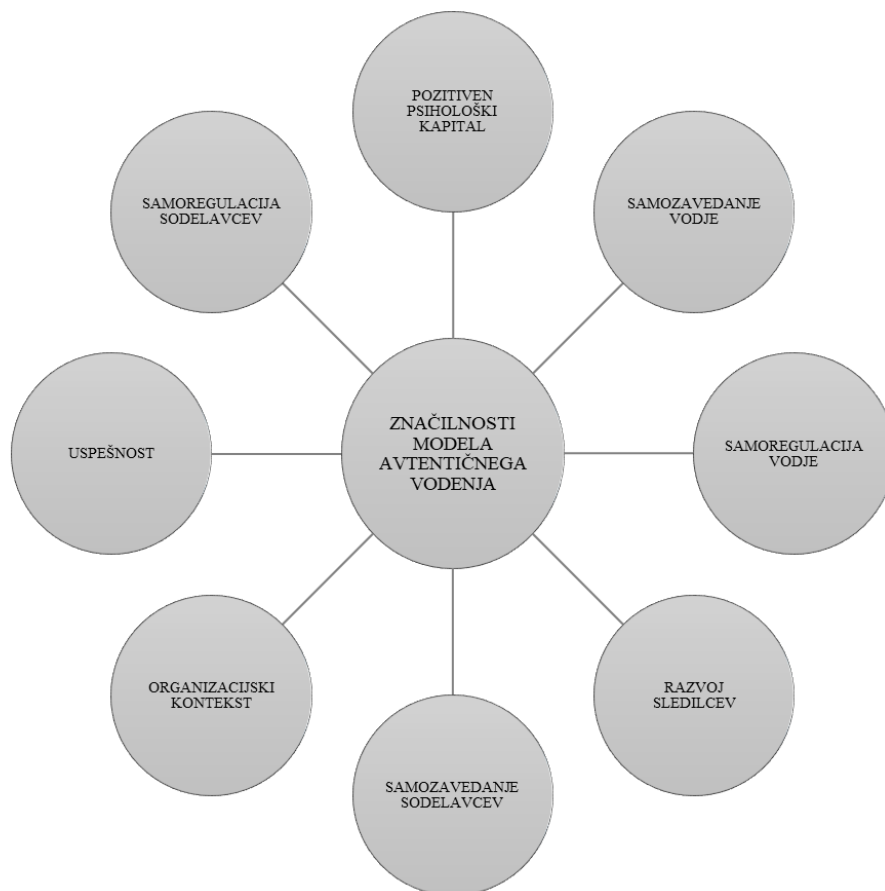 POZITIVEN
PSIHOLOŠKI
KAPITAL
SAMOREGULACIJA
SODELAVCEV
SAMOZAVEDANJE
VODJE
ZNAČILNOSTI
MODELA
AVTENTIČNEGA
VODENJA
USPEŠNOST
SAMOREGULACIJA
VODJE
ORGANIZACIJSKI
KONTEKST
RAZVOJ
SLEDILCEV
SAMOZAVEDANJE
SODELAVCEV